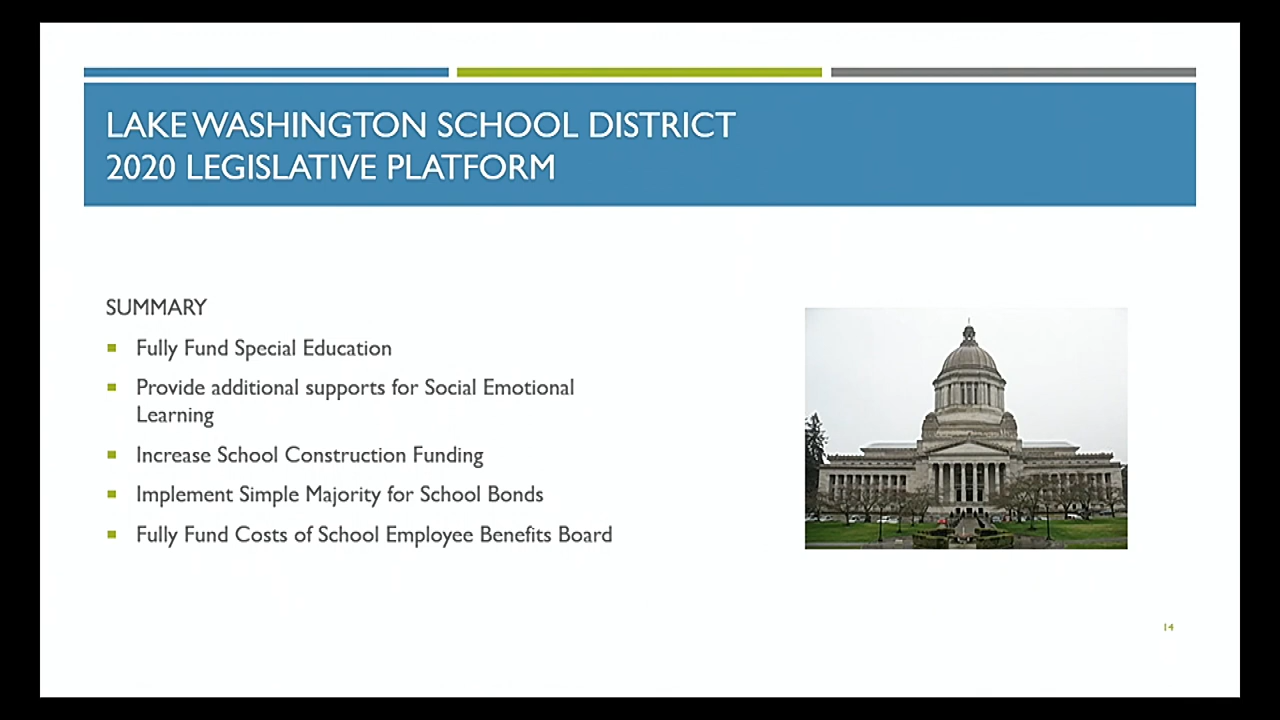 LAKE WASHINGTON SCHOOL DISTRICT
2020 LEGISLATIVE PLATFORM
SUMMARY
Fully Fund Special Education
Provide additional supports for Social Emotional
Learning
Increase School Construction Funding
Implement Simple Majority for School Bonds
Fully Fund Costs of School Employee Benefits Board
14